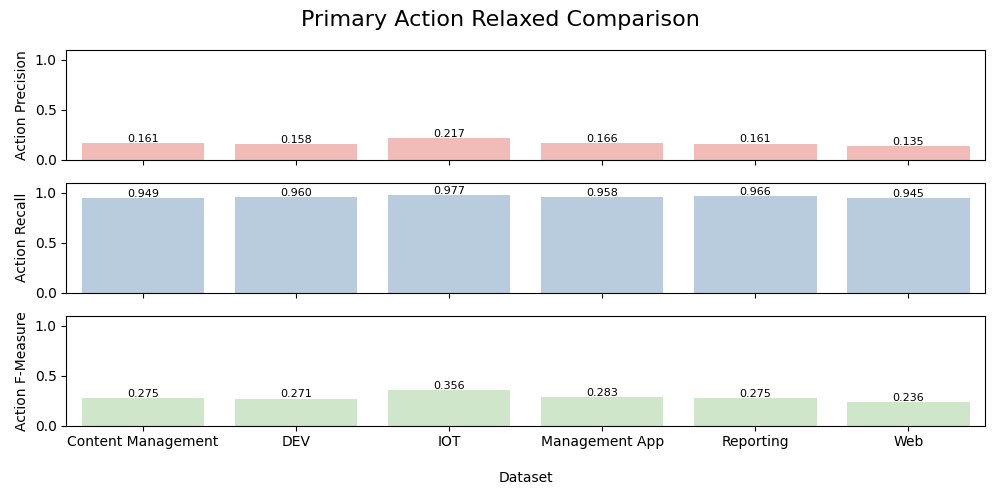 Primary Action Relaxed Comparison
Action Precision
1.0
0.5
0.0
0.161 0.158 0.217 0.166 0.161 0.135
Action Recall
1.0
0.5
0.0
0.949 0.960 0.977 0.958 0.966 0.945
Action F-Measure
1.0
0.5
0.0
0.275 0.271 0.356 0.283 0.275 0.236
Content Management DEV IOT Management App Reporting Web
Dataset